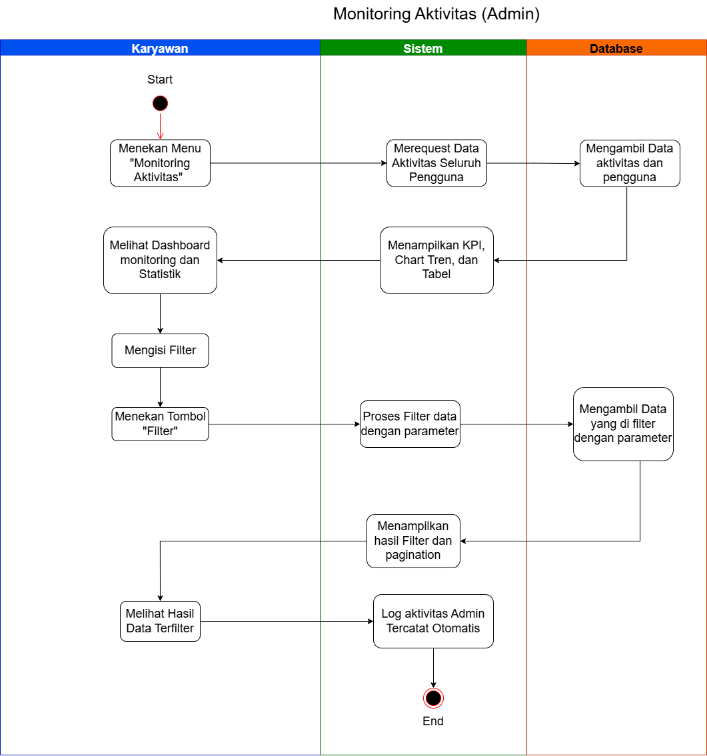 Monitoring Aktivitas (Admin)
Karyawan
Sistem
Database
Start
Menekan Menu
"Monitoring
Aktivitas"
Merequest Data
Aktivitas Seluruh
Pengguna
Mengambil Data
aktivitas dan
pengguna
Melihat Dashboard
monitoring dan
Statistik
Menampilkan KPI,
Chart Tren, dan
Tabel
Mengisi Filter
Menekan Tombol
"Filter"
Proses Filter data
dengan parameter
Mengambil Data
yang di filter
dengan parameter
Menampilkan
hasil Filter dan
pagination
Melihat Hasil
Data Terfilter
Log aktivitas Admin
Tercatat Otomatis
End